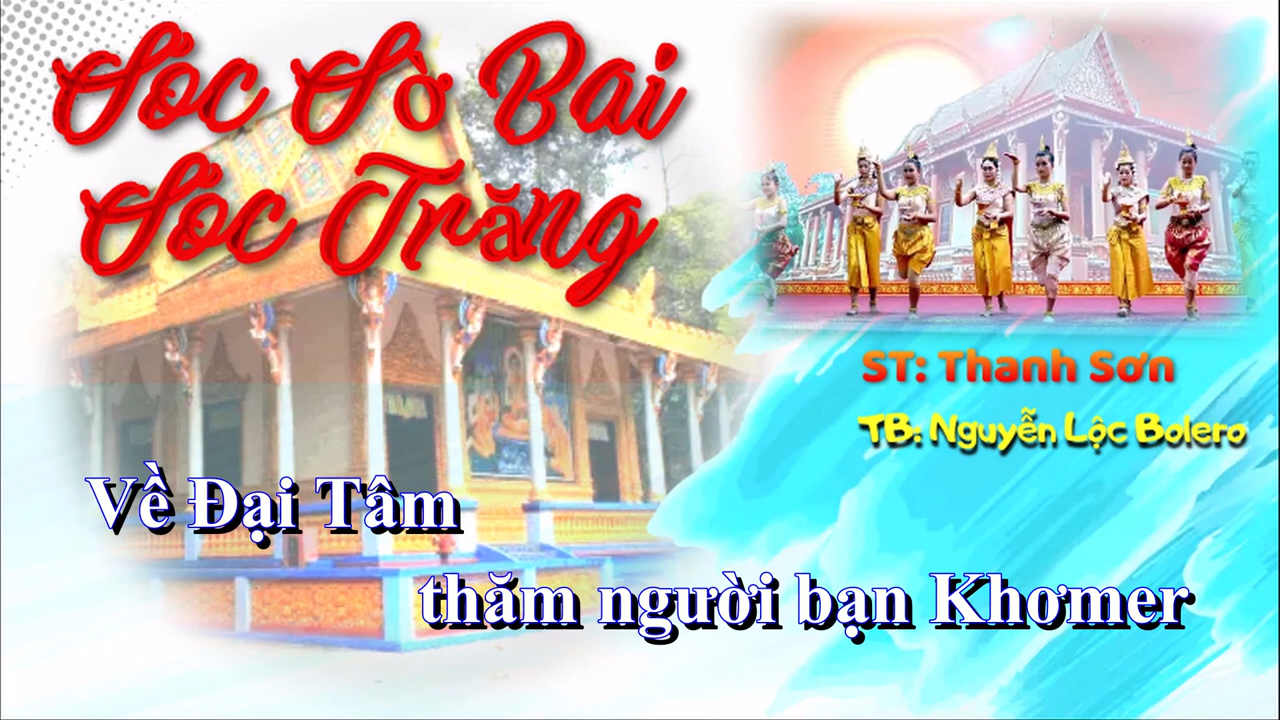 Sóc Sờ Bai
Sóc Trăng
ST: Thanh Sơn
TB: Nguyễn Lộc Bolero
Về Đại Tâm
thăm người bạn Khơmer